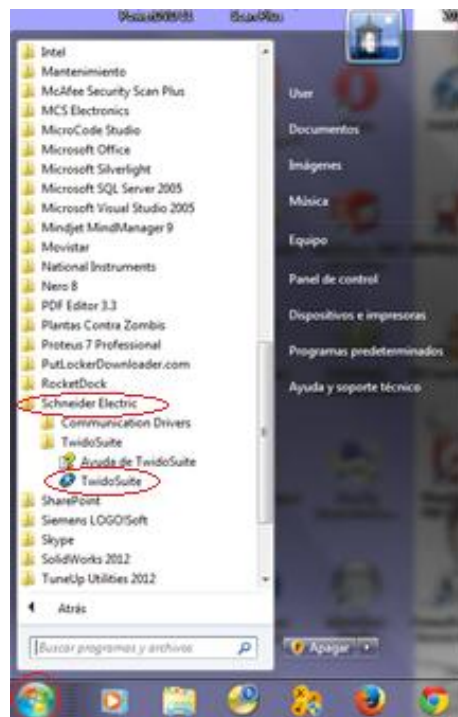 Intel
Mantenimiento
McAfee Security Scan Plus
MCS Electronics
MicroCode Studio
Microsoft Office
Microsoft Silverlight
Microsoft SQL Server 2005
Microsoft Visual Studio 2005
Mindjet MindManager 9
Movistar
National Instruments
Nero 8
PDF Editor 3.3
Plantas Contra Zombis
Proteus 7 Professional
PutLockerDownloader.com
RocketDock
Schneider Electric
Communication Drivers
TwidoSuite
Ayuda de TwidoSuite
TwidoSuite
SharePoint
Siemens LOGO!Soft
Skype
SolidWorks 2012
TuneUp Utilities 2012
Atrás
Buscar programas y archivos
User
Documentos
Imágenes
Música
Equipo
Panel de control
Dispositivos e impresoras
Programas predeterminados
Ayuda y soporte técnico
Apagar